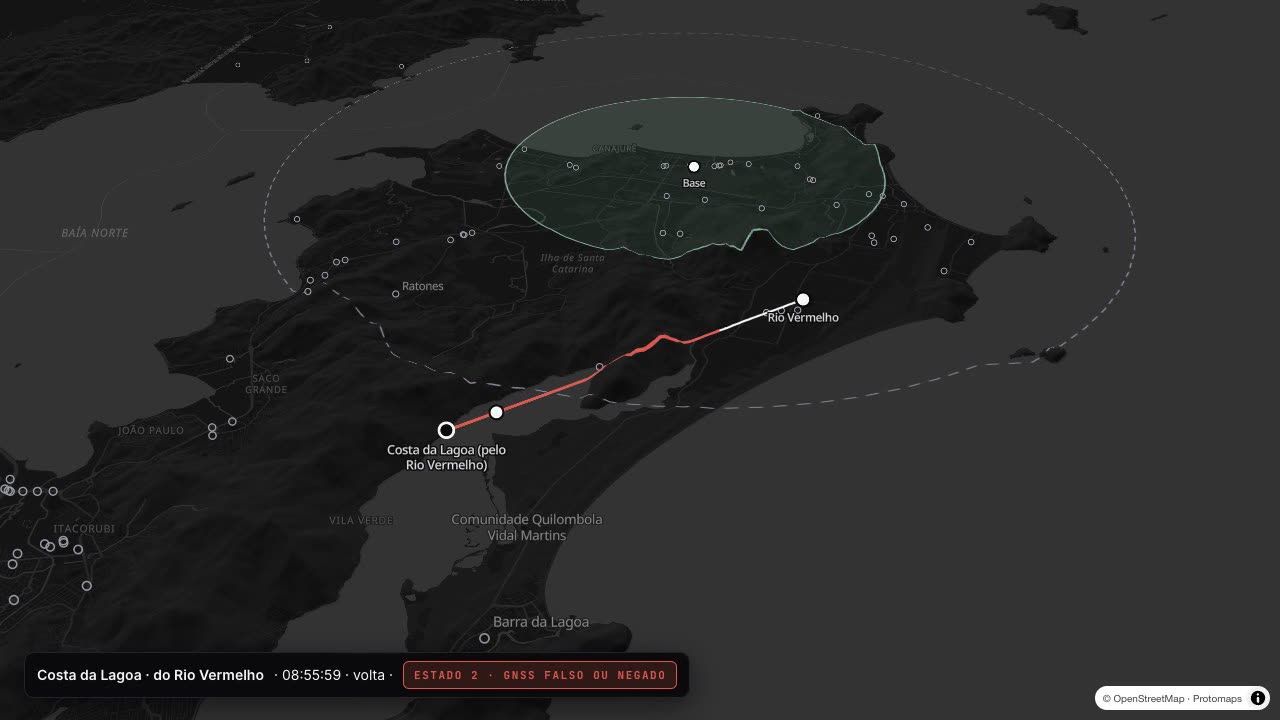 CANAJURÊ
Base
BAÍA NORTE
Ilha de Santa
Catarina
Ratones
Rio Vermelho
SACO
GRANDE
JOÃO PAULO
Costa da Lagoa (pelo
Rio Vermelho)
VILA VERDE
Comunidade Quilombola
Vidal Martins
ITACORUBI
Barra da Lagoa
Costa da Lagoa · do Rio Vermelho · 08:55:59 · volta · ESTADO 2 · GNSS FALSO OU NEGADO
© OpenStreetMap · Protomaps